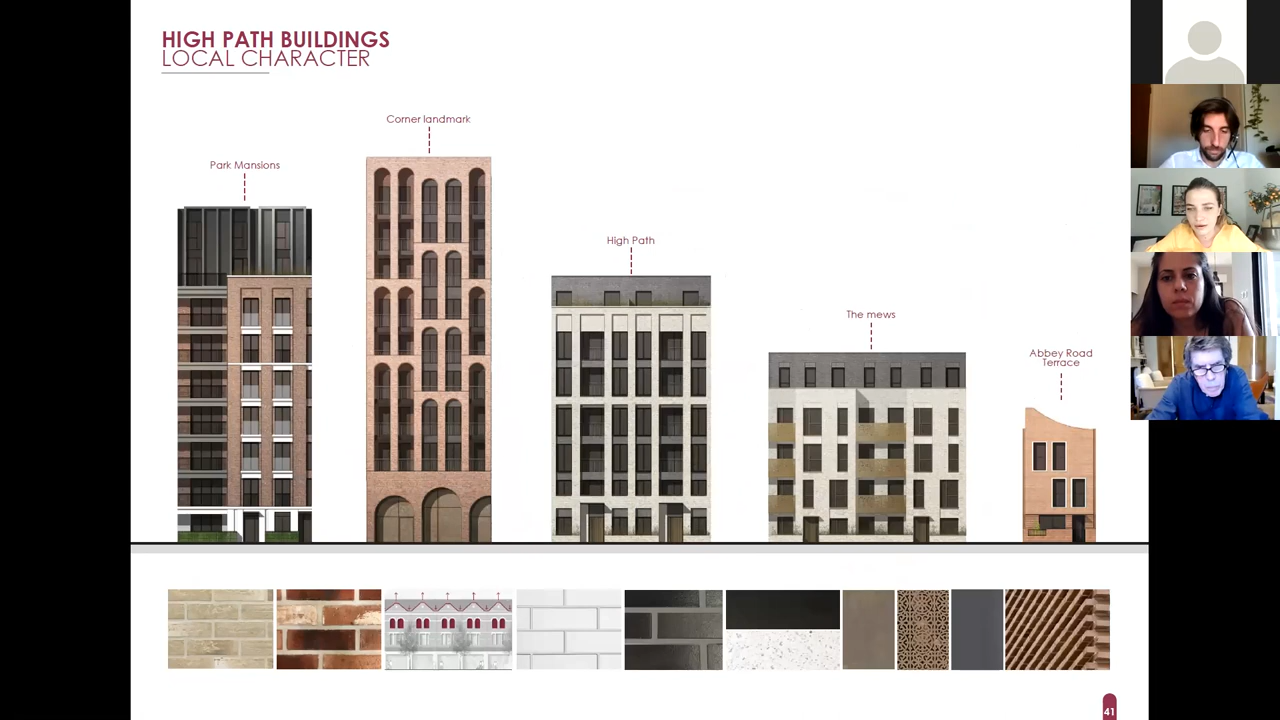 HIGH PATH BUILDINGS
LOCAL CHARACTER
Corner landmark
Park Mansions
High Path
The mews
Abbey Road
Terrace
41